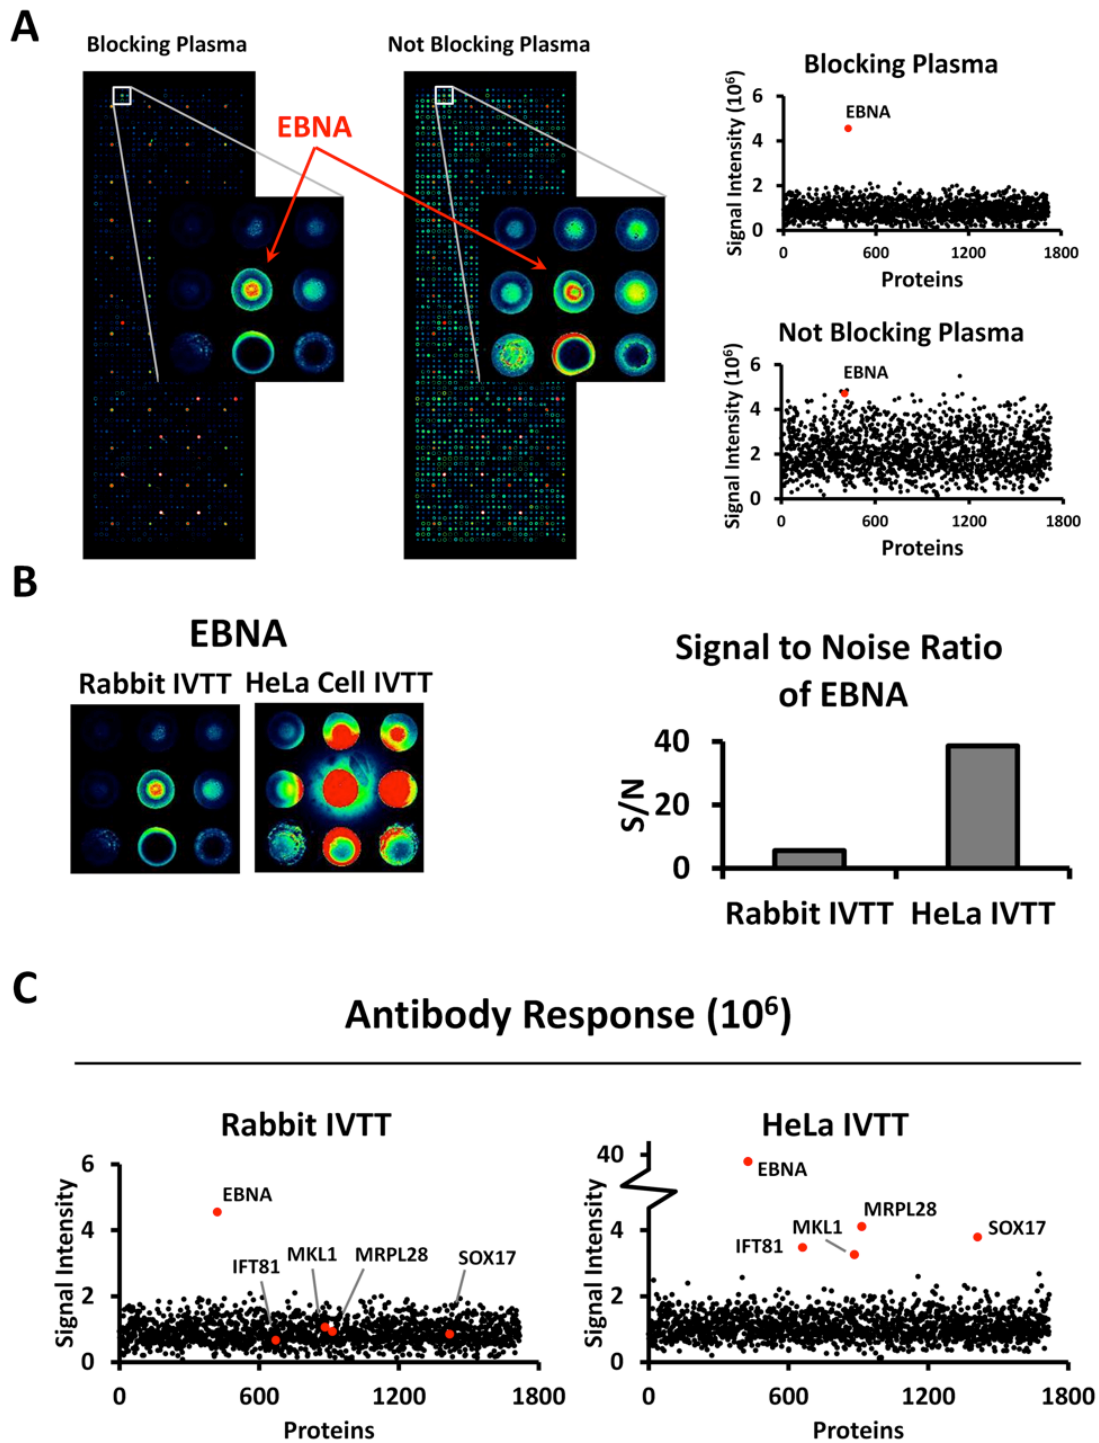 A
Blocking Plasma
Not Blocking Plasma
EBNA
Blocking Plasma
Signal Intensity (10⁶)
6
4
2
0
EBNA
0 600 1200 1800
Proteins
Not Blocking Plasma
Signal Intensity (10⁶)
6
4
2
0
EBNA
0 600 1200 1800
Proteins
B
EBNA
Rabbit IVTT HeLa Cell IVTT
Signal to Noise Ratio
of EBNA
S/N
40
20
0
Rabbit IVTT HeLa IVTT
C
Antibody Response (10⁶)
Rabbit IVTT
Signal Intensity
6
4
2
0
EBNA
IFT81
MKL1
MRPL28
SOX17
0 600 1200 1800
Proteins
HeLa IVTT
Signal Intensity
40
4
2
0
EBNA
IFT81
MKL1
MRPL28
SOX17
0 600 1200 1800
Proteins